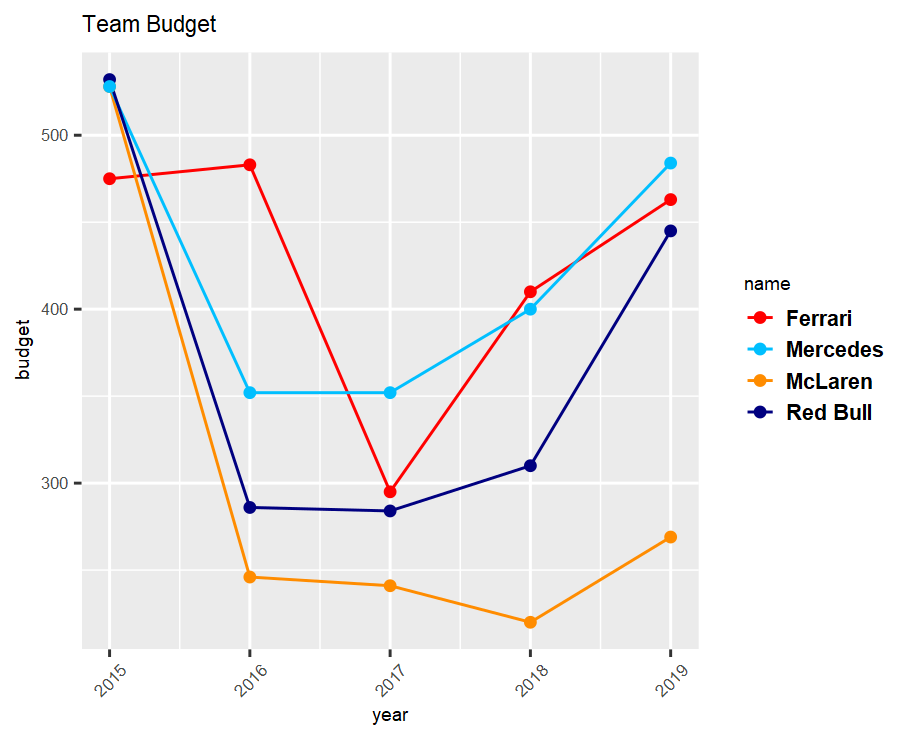 Team Budget
500
400
300
budget
2015
2016
2017
2018
2019
year
name
Ferrari
Mercedes
McLaren
Red Bull